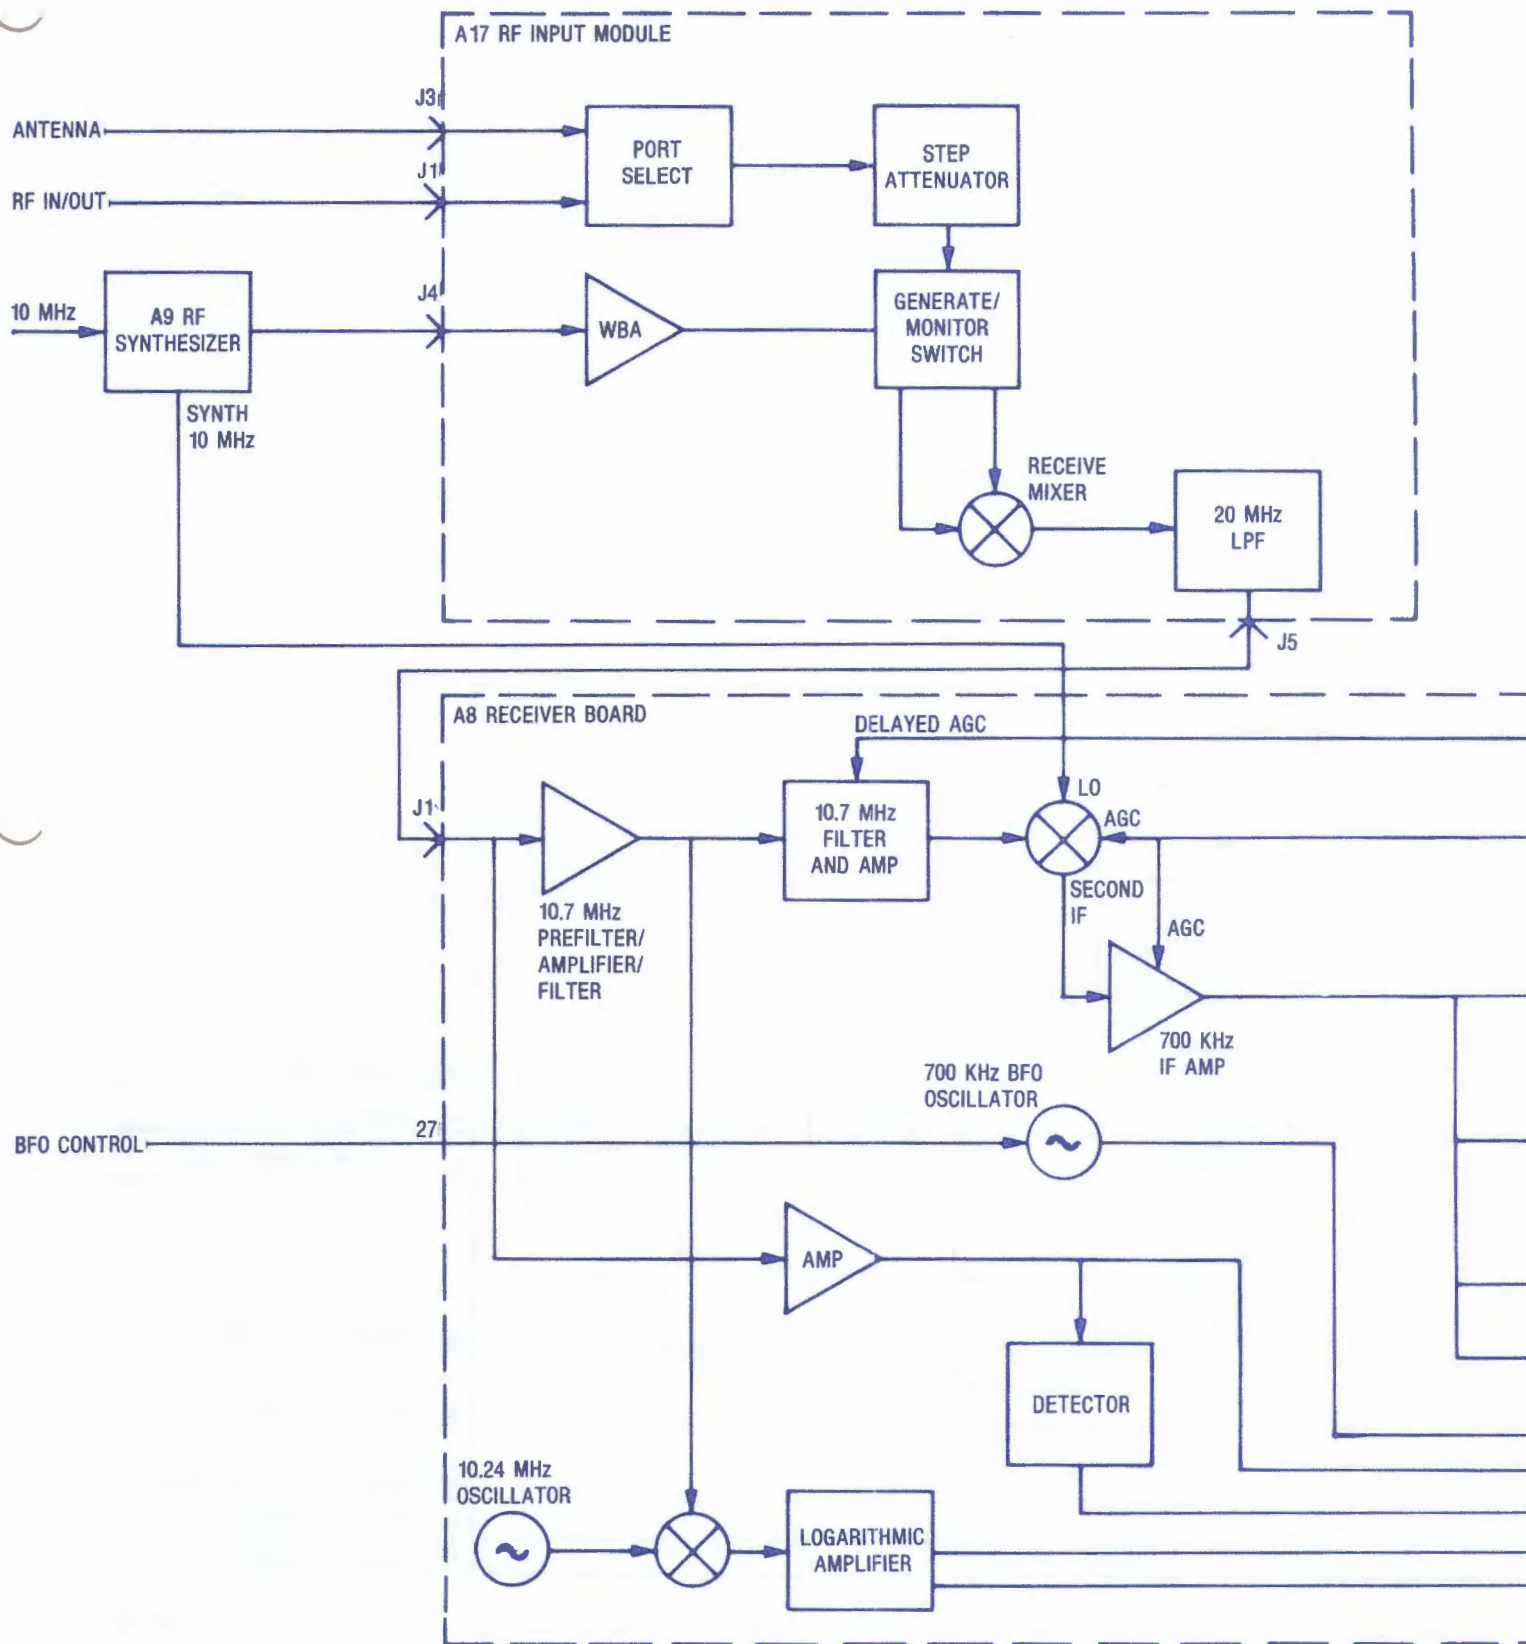 A17 RF INPUT MODULE
J3
ANTENNA
PORT
SELECT
STEP
ATTENUATOR
J1
RF IN/OUT
J4
10 MHz
A9 RF
SYNTHESIZER
WBA
GENERATE/
MONITOR
SWITCH
SYNTH
10 MHz
RECEIVE
MIXER
20 MHz
LPF
J5
A8 RECEIVER BOARD
DELAYED AGC
LO
J1
10.7 MHz
FILTER
AND AMP
AGC
SECOND
IF
10.7 MHz
PREFILTER/
AMPLIFIER/
FILTER
AGC
700 KHz
IF AMP
700 KHz BFO
OSCILLATOR
BFO CONTROL
27
AMP
DETECTOR
10.24 MHz
OSCILLATOR
LOGARITHMIC
AMPLIFIER